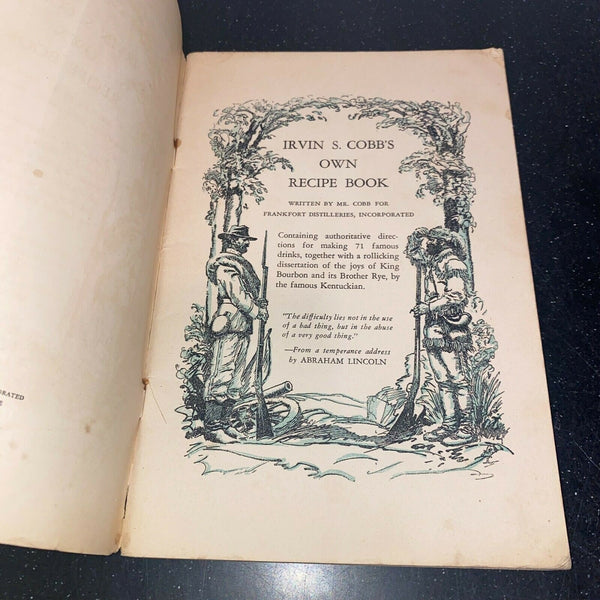 IRVIN S. COBB'S
OWN
RECIPE BOOK
WRITTEN BY MR. COBB FOR
FRANKFORT DISTILLERIES, INCORPORATED
Containing authoritative direc-
tions for making 71 famous
drinks, together with a rollicking
dissertation of the joys of King
Bourbon and its Brother Rye, by
the famous Kentuckian.
"The difficulty lies not in the use
of a bad thing, but in the abuse
of a very good thing."
—From a temperance address
by ABRAHAM LINCOLN